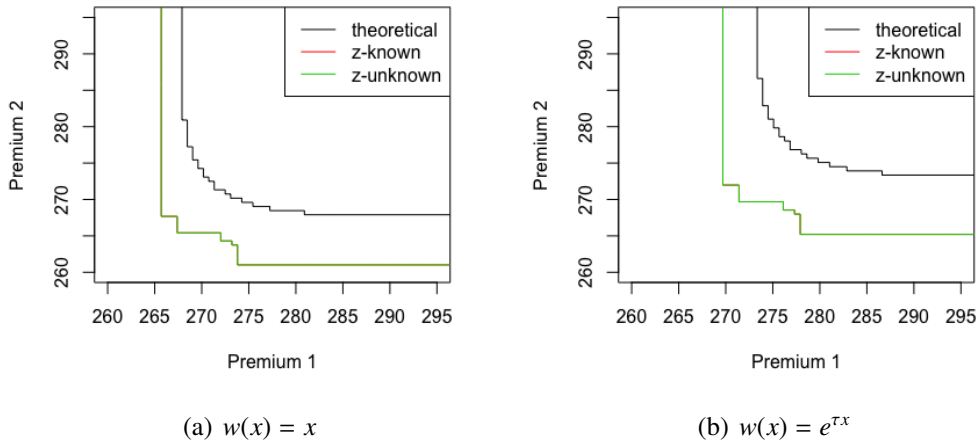 theoretical
z-known
z-unknown
Premium 2
290
280
270
260
260 265 270 275 280 285 290 295
Premium 1
(a) w(x) = x
theoretical
z-known
z-unknown
Premium 2
290
280
270
260
260 265 270 275 280 285 290 295
Premium 1
(b) w(x) = e^{τx}